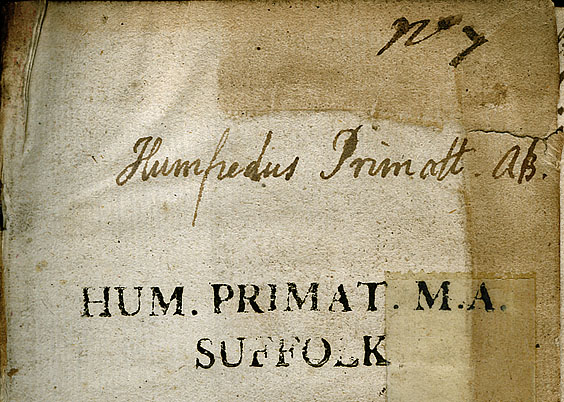 No 7
Humfredus Primatt. AB.
HUM. PRIMAT. M.A.
SUFFOLK